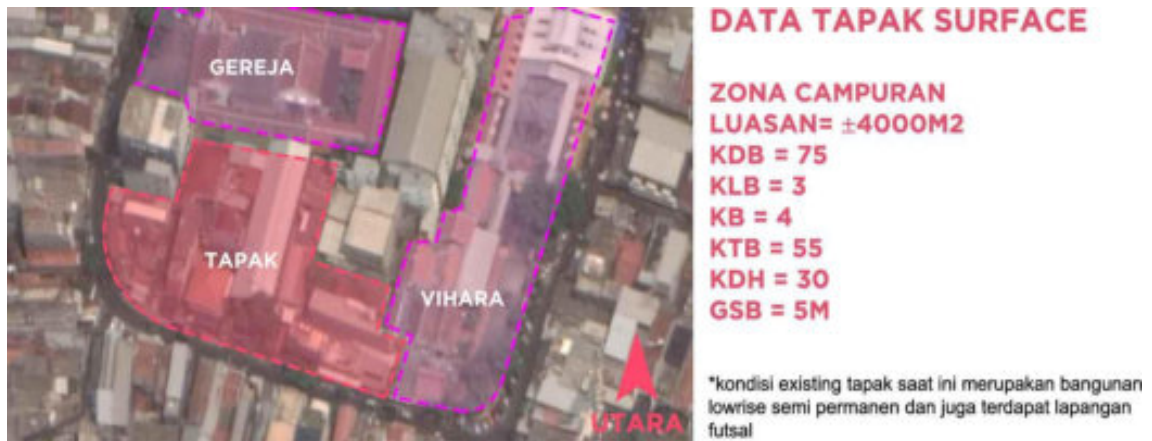 DATA TAPAK SURFACE
GEREJA
ZONA CAMPURAN
LUASAN= ±4000M2
KDB = 75
KLB = 3
KB = 4
KTB = 55
KDH = 30
GSB = 5M
TAPAK
VIHARA
*kondisi existing tapak saat ini merupakan bangunan
lowrise semi permanen dan juga terdapat lapangan
futsal
UTARA